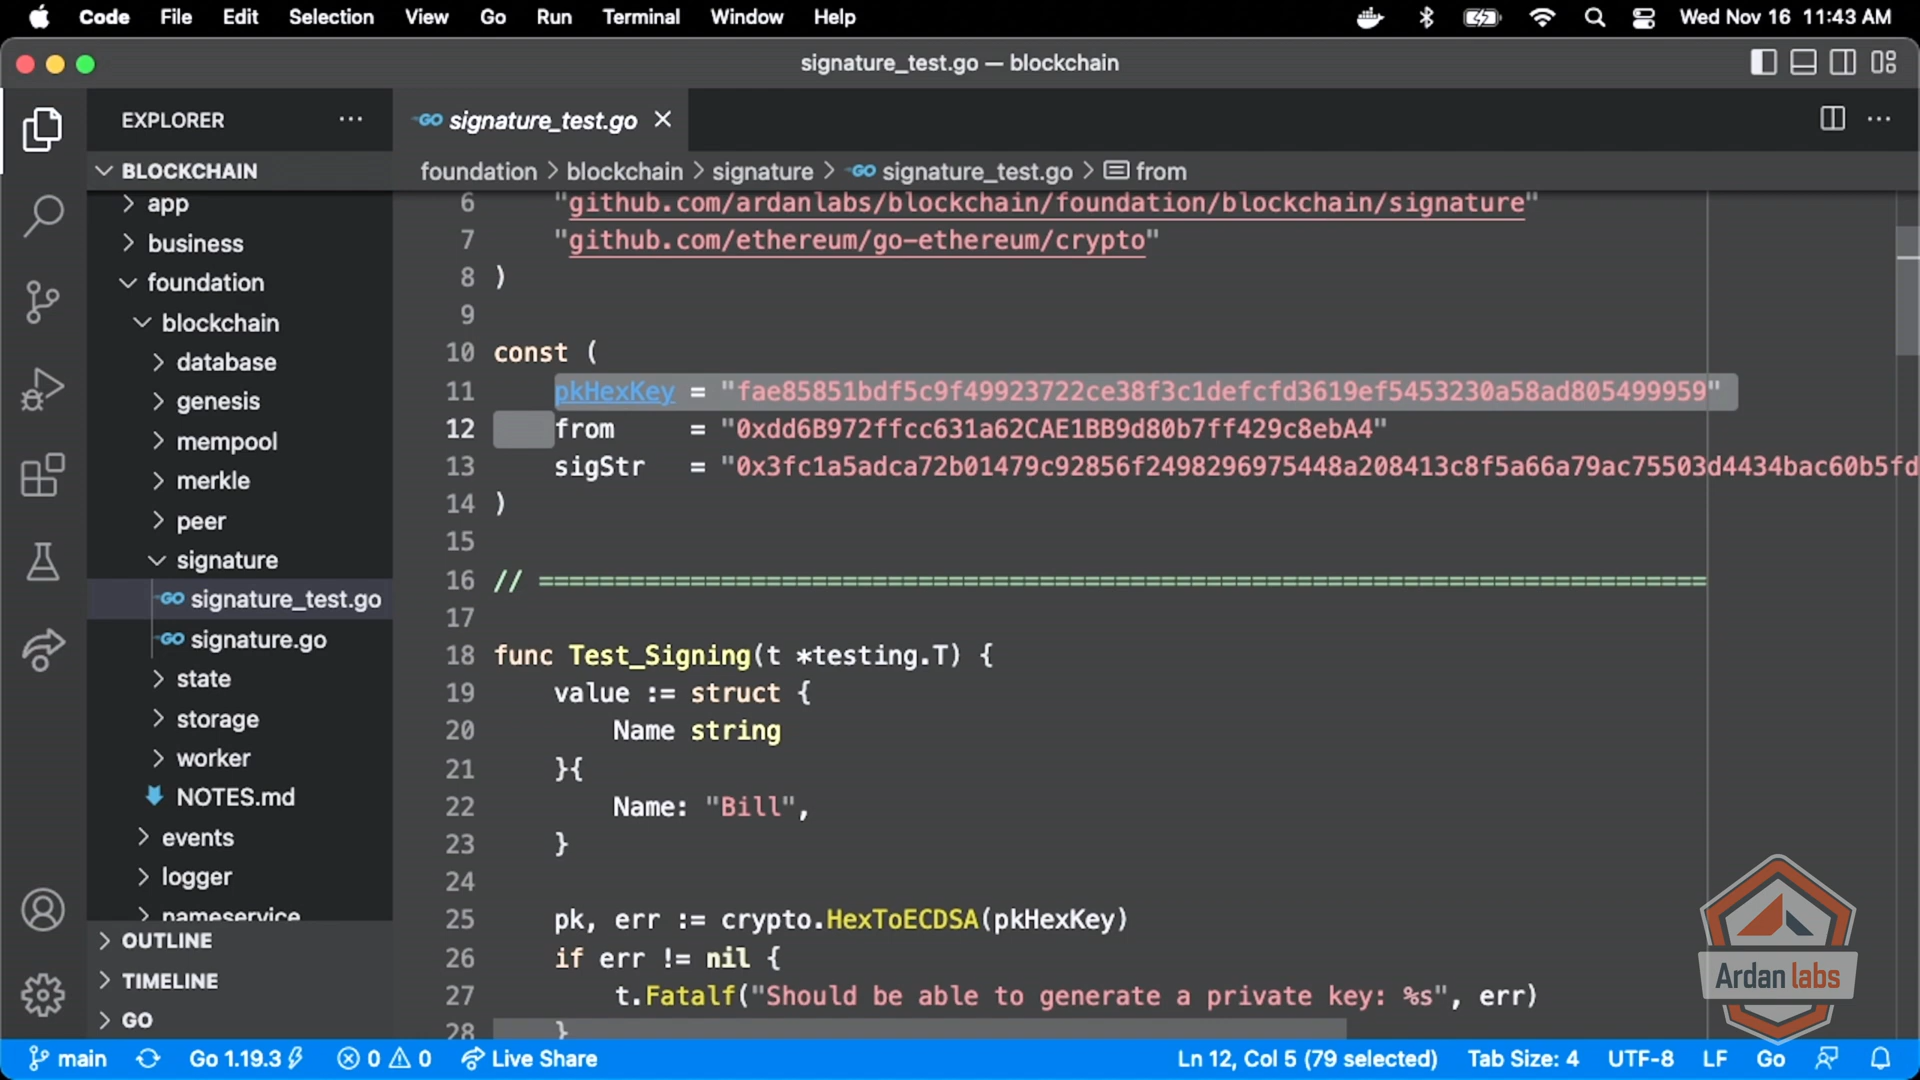 Code File Edit Selection View Go Run Terminal Window Help Wed Nov 16 11:43 AM
signature_test.go — blockchain
EXPLORER
BLOCKCHAIN
app
business
foundation
blockchain
database
genesis
mempool
merkle
peer
signature
signature_test.go
signature.go
state
storage
worker
NOTES.md
events
logger
nameservice
OUTLINE
TIMELINE
GO
signature_test.go
foundation > blockchain > signature > signature_test.go > from
6 "github.com/ardanlabs/blockchain/foundation/blockchain/signature"
7 "github.com/ethereum/go-ethereum/crypto"
8 )
9
10 const (
11 pkHexKey = "fae85851bdf5c9f49923722ce38f3c1defcfd3619ef5453230a58ad805499959"
12 from = "0xdd6B972ffcc631a62CAE1BB9d80b7ff429c8ebA4"
13 sigStr = "0x3fc1a5adca72b01479c92856f2498296975448a208413c8f5a66a79ac75503d4434bac60b5fd
14 )
15
16 // =============================================================================
17
18 func Test_Signing(t *testing.T) {
19 value := struct {
20 Name string
21 }{
22 Name: "Bill",
23 }
24
25 pk, err := crypto.HexToECDSA(pkHexKey)
26 if err != nil {
27 t.Fatalf("Should be able to generate a private key: %s", err)
28 }
Ardan labs
main Go 1.19.3 0 0 Live Share Ln 12, Col 5 (79 selected) Tab Size: 4 UTF-8 LF Go